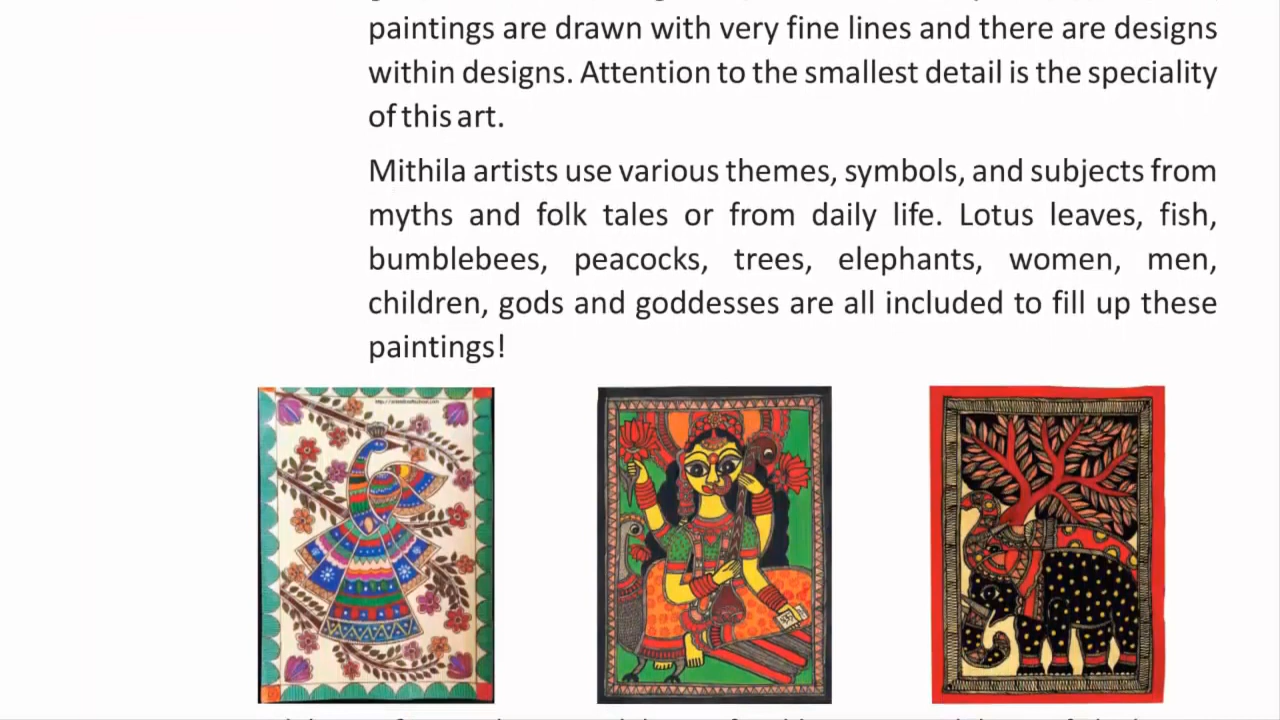 paintings are drawn with very fine lines and there are designs
within designs. Attention to the smallest detail is the speciality
of this art.
Mithila artists use various themes, symbols, and subjects from
myths and folk tales or from daily life. Lotus leaves, fish,
bumblebees, peacocks, trees, elephants, women, men,
children, gods and goddesses are all included to fill up these
paintings!